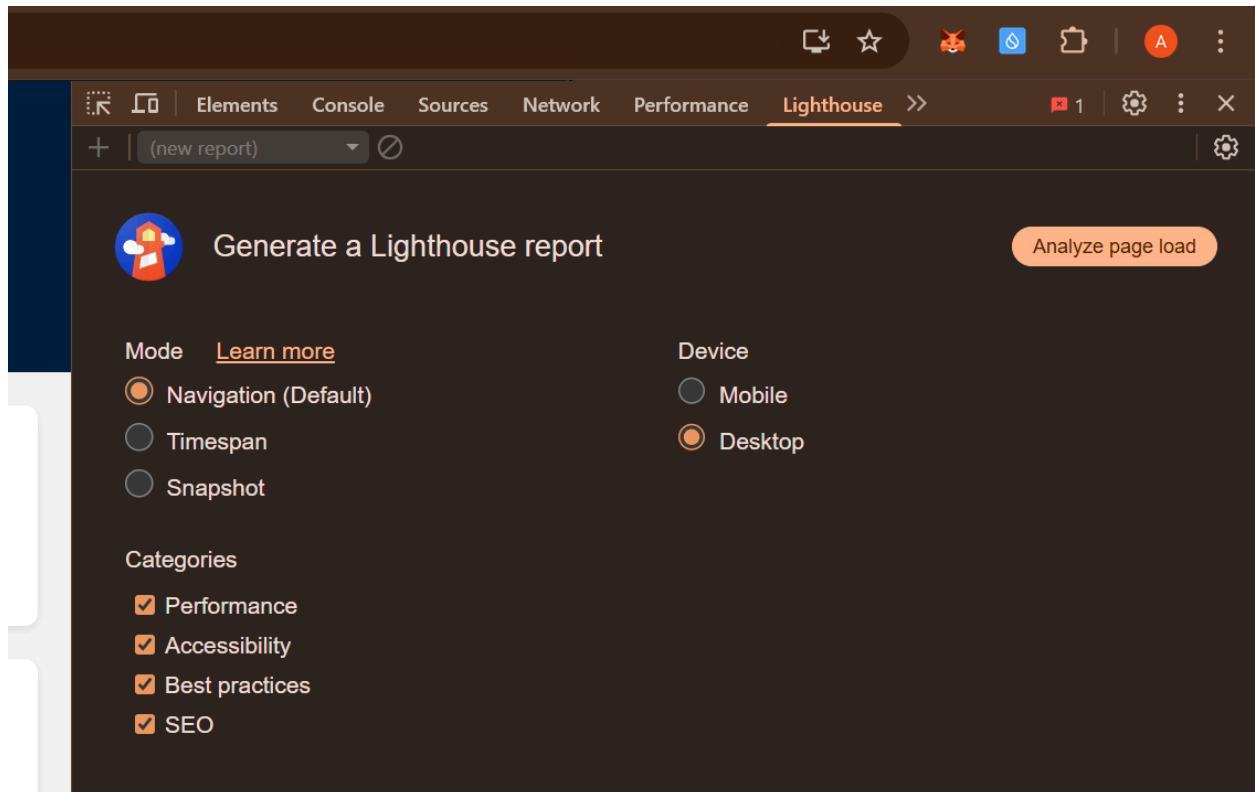 A
Elements Console Sources Network Performance Lighthouse 1
(new report)
Generate a Lighthouse report
Analyze page load
Mode Learn more
Device
Navigation (Default)
Mobile
Timespan
Desktop
Snapshot
Categories
Performance
Accessibility
Best practices
SEO